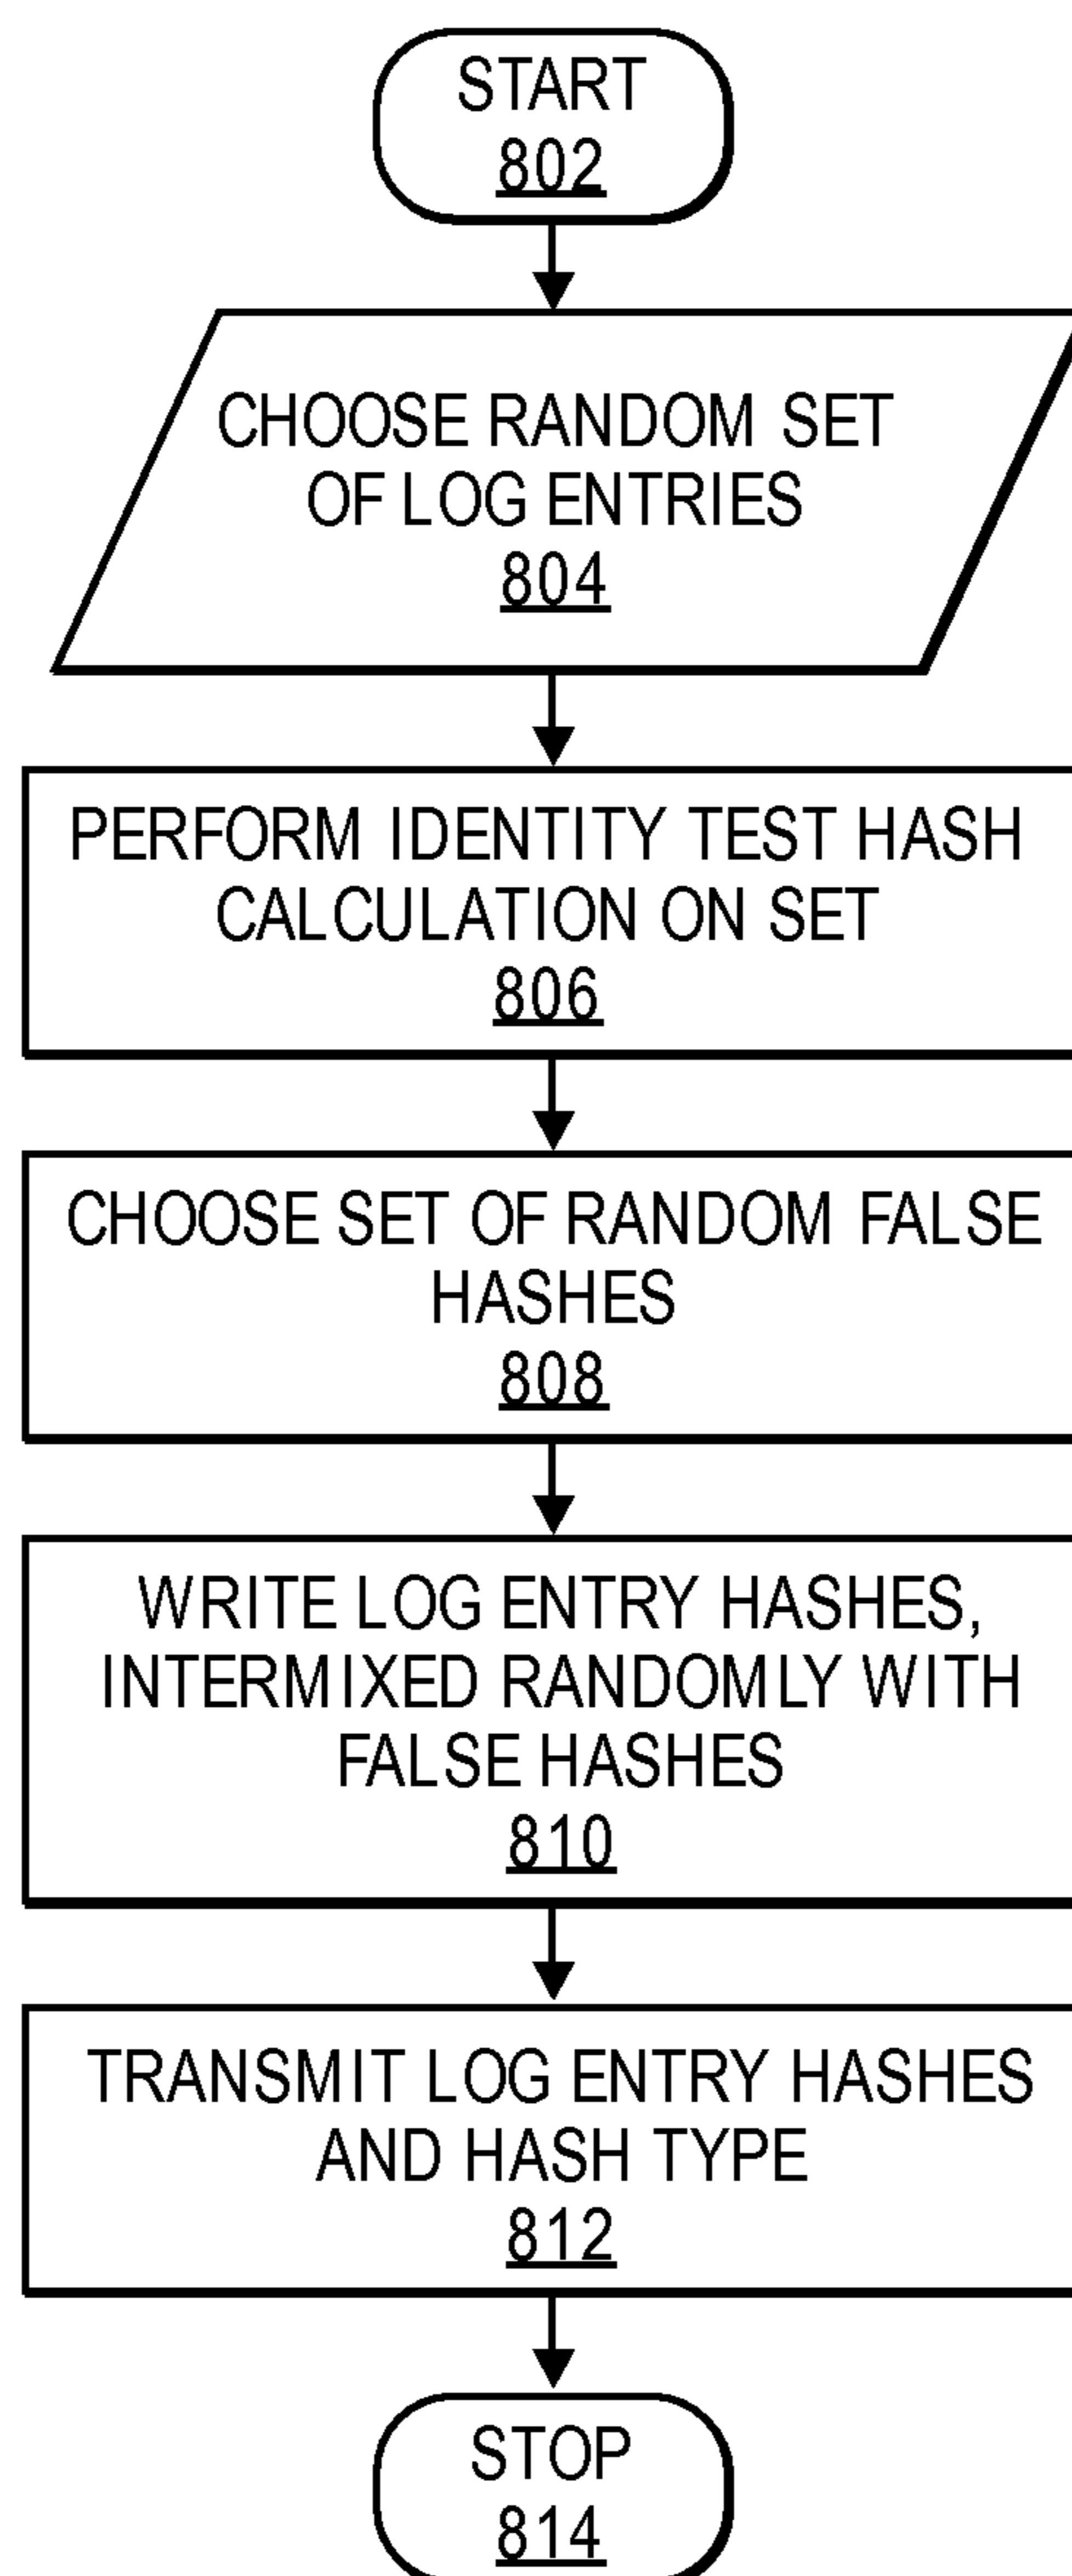 START
802
CHOOSE RANDOM SET
OF LOG ENTRIES
804
PERFORM IDENTITY TEST HASH
CALCULATION ON SET
806
CHOOSE SET OF RANDOM FALSE
HASHES
808
WRITE LOG ENTRY HASHES,
INTERMIXED RANDOMLY WITH
FALSE HASHES
810
TRANSMIT LOG ENTRY HASHES
AND HASH TYPE
812
STOP
814